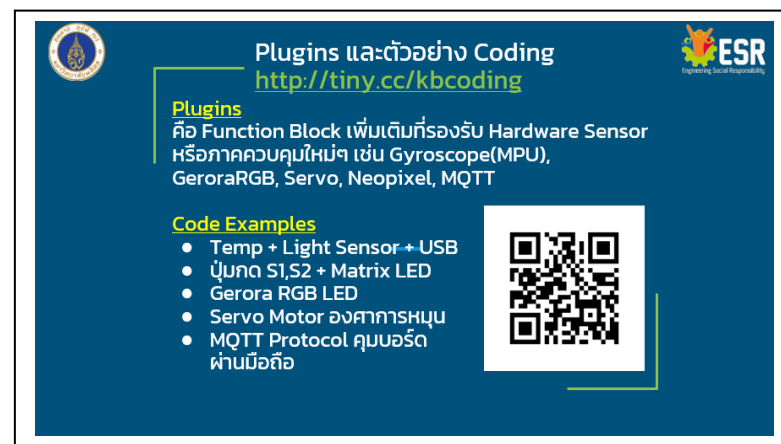 Plugins และตัวอย่าง Coding
http://tiny.cc/kbcoding
ESR
Engineering Social Responsibility
Plugins
คือ Function Block เพิ่มเติมที่รองรับ Hardware Sensor
หรือภาคควบคุมใหม่ๆ เช่น Gyroscope(MPU),
GeroraRGB, Servo, Neopixel, MQTT
Code Examples
● Temp + Light Sensor + USB
● ปุ่มกด S1,S2 + Matrix LED
● Gerora RGB LED
● Servo Motor องศาการหมุน
● MQTT Protocol คุมบอร์ด
ผ่านมือถือ